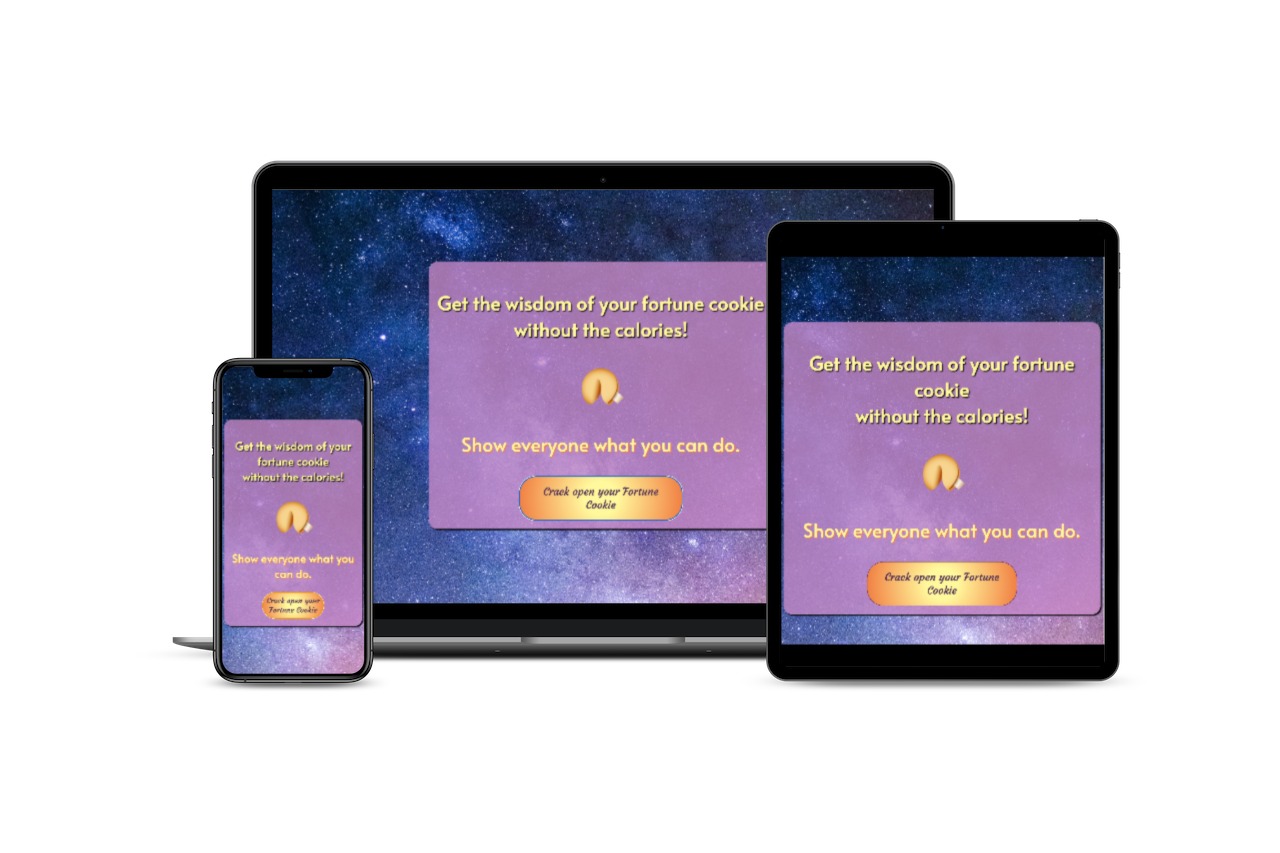 Get the wisdom of your fortune cookie
without the calories!
Show everyone what you can do.
Crack open your Fortune
Cookie
Get the wisdom of your fortune
cookie
without the calories!
Show everyone what you can do.
Crack open your Fortune
Cookie
Get the wisdom of your
fortune cookie
without the calories!
Show everyone what you
can do.
Crack open your
Fortune Cookie